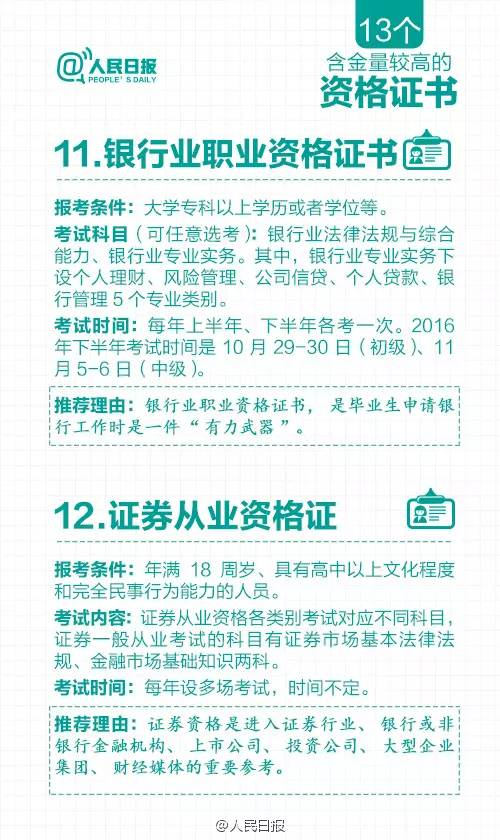 13个
@人民日报
PEOPLE'S DAILY
含金量较高的
资格证书
11.银行业职业资格证书
报考条件：大学专科以上学历或者学位等。
考试科目（可任意选考）：银行业法律法规与综合
能力、银行业专业实务。其中，银行业专业实务下
设个人理财、风险管理、公司信贷、个人贷款、银
行管理 5 个专业类别。
考试时间：每年上半年、下半年各考一次。2016
年下半年考试时间是 10 月 29-30 日（初级）、11
月 5-6 日（中级）。
推荐理由：银行业职业资格证书， 是毕业生申请银
行工作时是一件“有力武器”。
12.证券从业资格证
报考条件：年满 18 周岁、具有高中以上文化程度
和完全民事行为能力的人员。
考试内容：证券从业资格各类别考试对应不同科目，
证券一般从业考试的科目有证券市场基本法律法
规、金融市场基础知识两科。
考试时间：每年设多场考试，时间不定。
推荐理由：证券资格是进入证券行业、 银行或非
银行金融机构、 上市公司、 投资公司、 大型企业
集团、 财经媒体的重要参考。
@人民日报